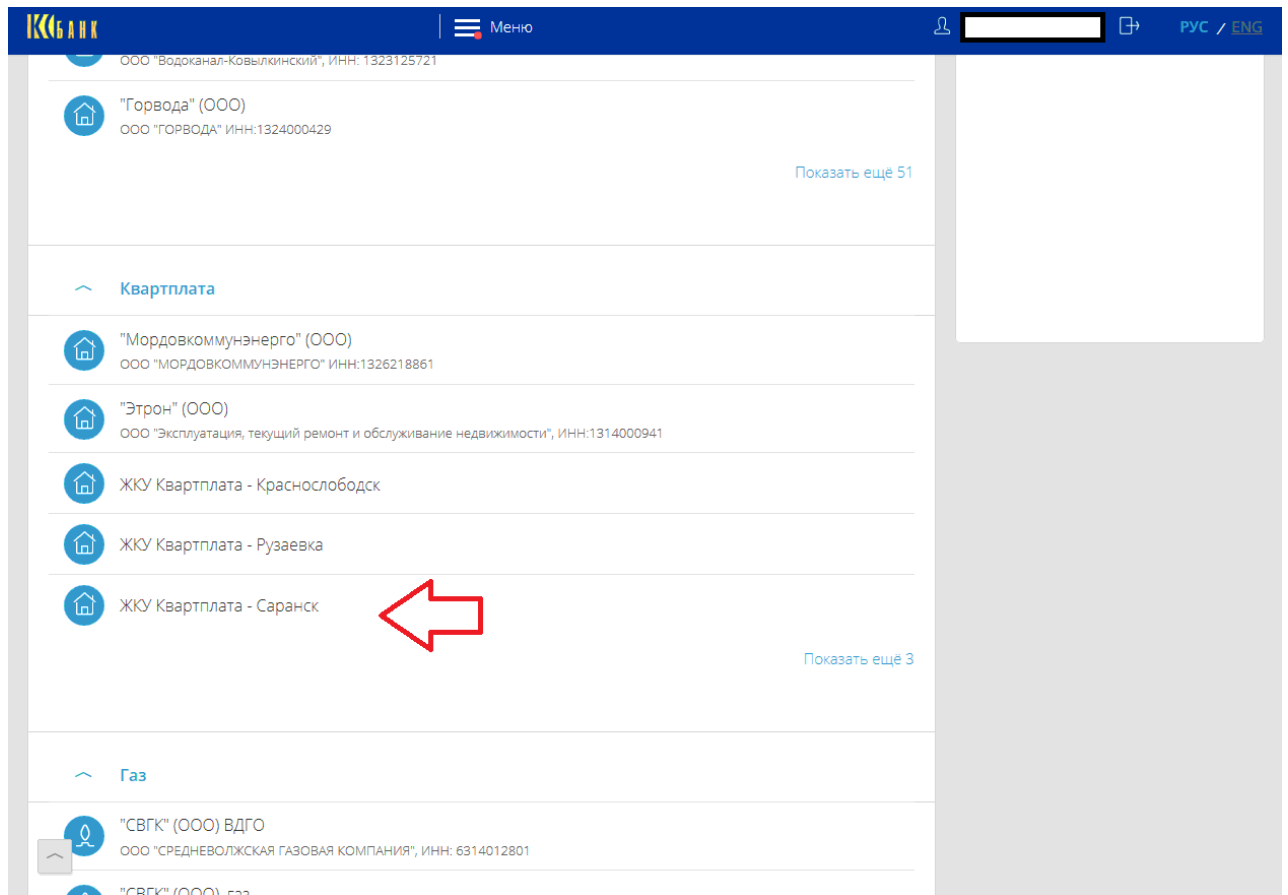 КСБАНК
Меню
РУС / ENG
ООО "Водоканал-Ковылкинский", ИНН: 1323125721
"Горвода" (ООО)
ООО "ГОРВОДА" ИНН:1324000429
Показать ещё 51
Квартплата
"Мордовкоммунэнерго" (ООО)
ООО "МОРДОВКОММУНЭНЕРГО" ИНН:1326218861
"Этрон" (ООО)
ООО "Эксплуатация, текущий ремонт и обслуживание недвижимости", ИНН:1314000941
ЖКУ Квартплата - Краснослободск
ЖКУ Квартплата - Рузаевка
ЖКУ Квартплата - Саранск
Показать ещё 3
Газ
"СВГК" (ООО) ВДГО
ООО "СРЕДНЕВОЛЖСКАЯ ГАЗОВАЯ КОМПАНИЯ", ИНН: 6314012801
"СВГК" (ООО) газ